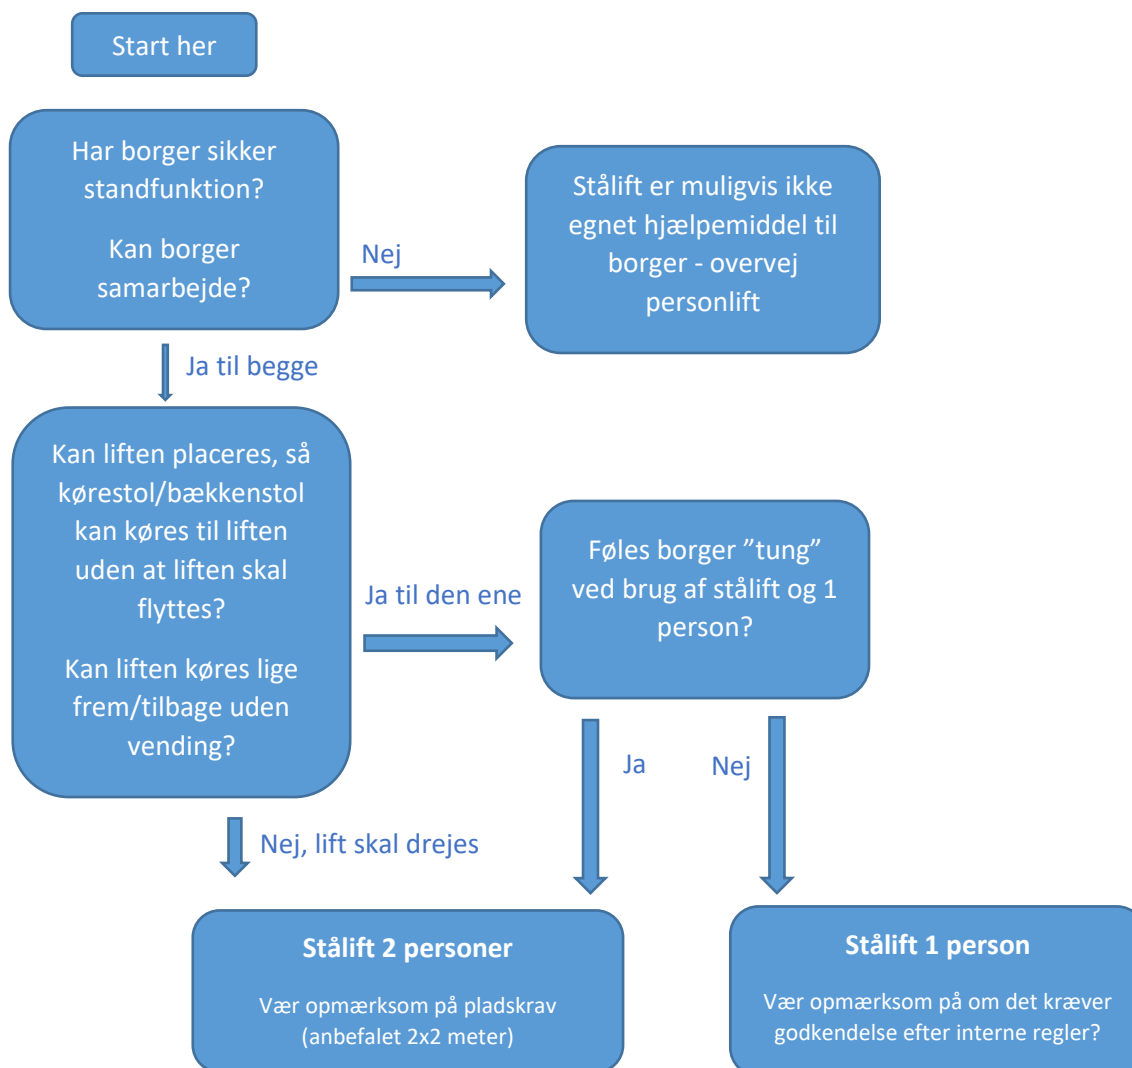 Start her
Har borger sikker
standfunktion?
Kan borger
samarbejde?
Nej
Stålift er muligvis ikke
egnet hjælpemiddel til
borger - overvej
personlift
Ja til begge
Kan liften placeres, så
kørestol/bækkenstol
kan køres til liften
uden at liften skal
flyttes?
Kan liften køres lige
frem/tilbage uden
vending?
Ja til den ene
Føles borger ”tung”
ved brug af stålift og 1
person?
Ja
Nej
Nej, lift skal drejes
Stålift 2 personer
Vær opmærksom på pladskrav
(anbefalet 2x2 meter)
Stålift 1 person
Vær opmærksom på om det kræver
godkendelse efter interne regler?